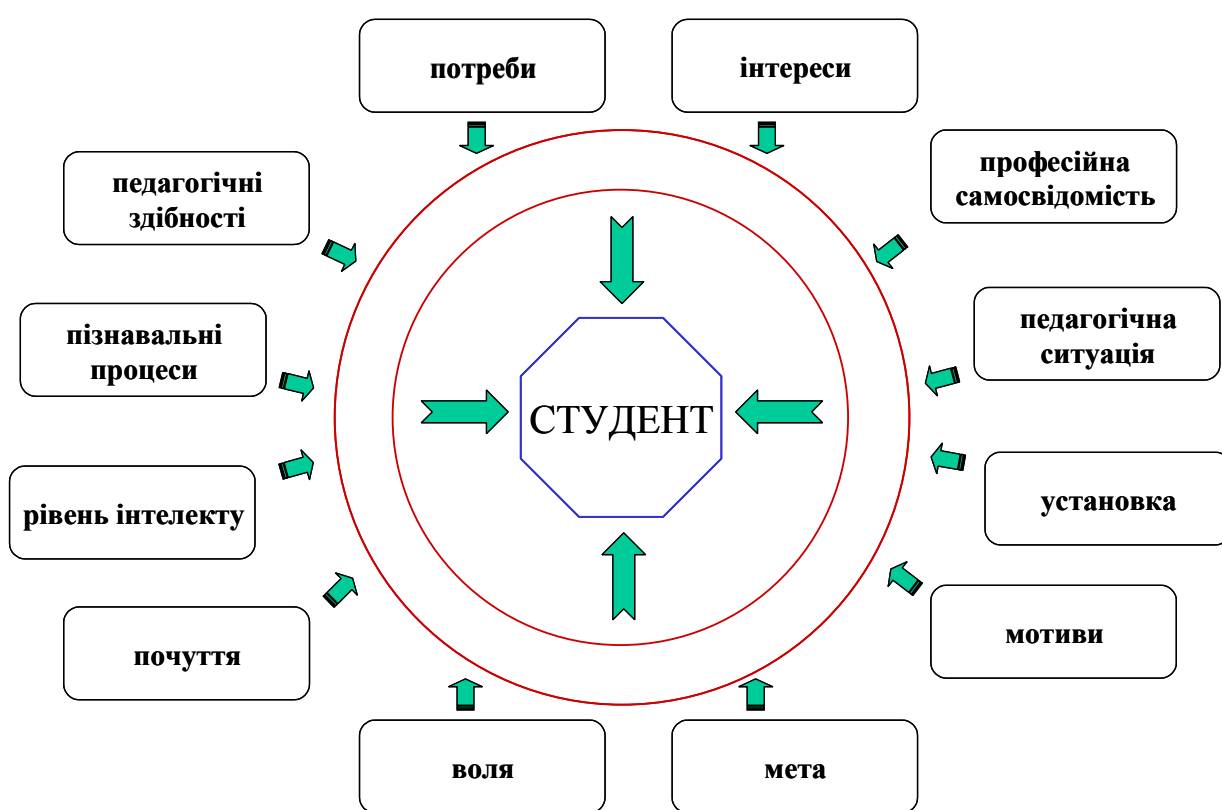 потреби
інтереси
педагогічні
здібності
професійна
самосвідомість
пізнавальні
процеси
педагогічна
ситуація
СТУДЕНТ
рівень інтелекту
установка
почуття
мотиви
воля
мета